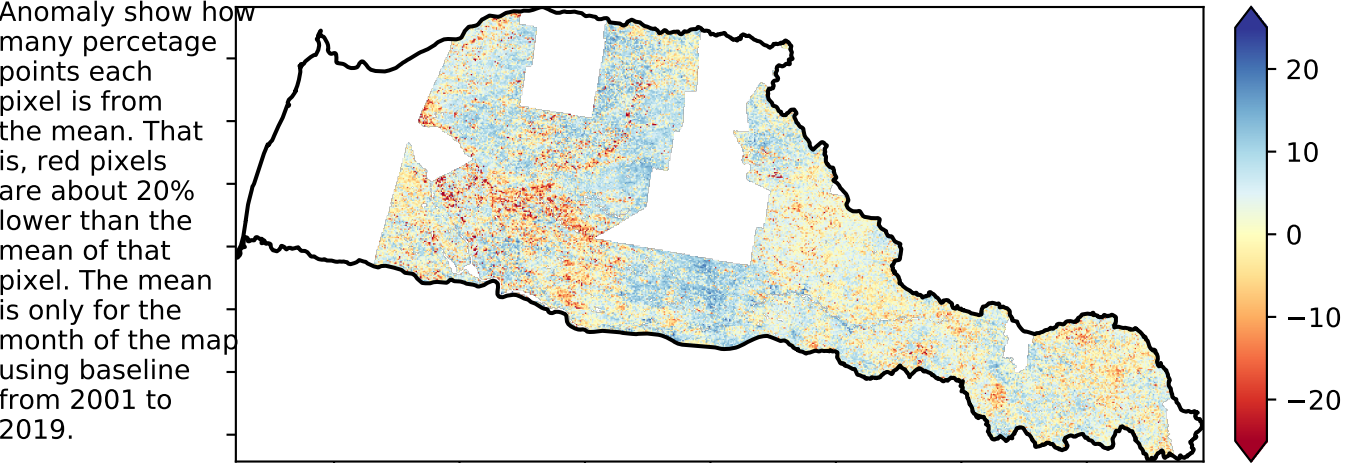 Anomaly show how
many percetage
points each
pixel is from
the mean. That
is, red pixels
are about 20%
lower than the
mean of that
pixel. The mean
is only for the
month of the map
using baseline
from 2001 to
2019.
20
10
0
−10
−20